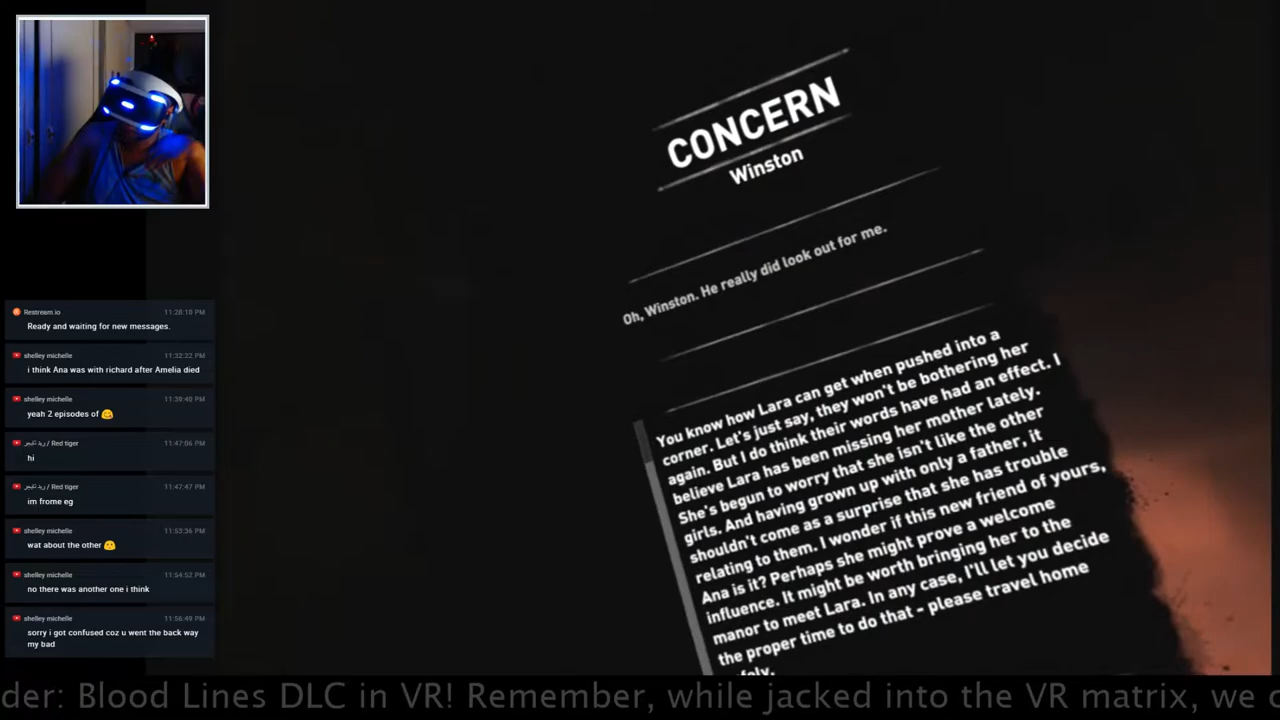 CONCERN
Winston
Oh, Winston. He really did look out for me.
You know how Lara can get when pushed into a
corner. Let's just say, they won't be bothering her
again. But I do think their words have had an effect. I
believe Lara has been missing her mother lately.
She's begun to worry that she isn't like the other
girls. And having grown up with only a father, it
shouldn't come as a surprise that she has trouble
relating to them. I wonder if this new friend of yours,
Ana is it? Perhaps she might prove a welcome
influence. It might be worth bringing her to the
manor to meet Lara. In any case, I'll let you decide
the proper time to do that - please travel home
Restream.io 11:28:10 PM
Ready and waiting for new messages.
shelley michelle 11:32:22 PM
i think Ana was with richard after Amelia died
shelley michelle 11:39:40 PM
yeah 2 episodes of 🤗
/ Red tiger 11:47:06 PM
hi
/ Red tiger 11:47:47 PM
im frome eg
shelley michelle 11:53:36 PM
wat about the other
shelley michelle 11:54:52 PM
no there was another one i think
shelley michelle 11:56:49 PM
sorry i got confused coz u went the back way
my bad
der: Blood Lines DLC in VR! Remember, while jacked into the VR matrix, we c